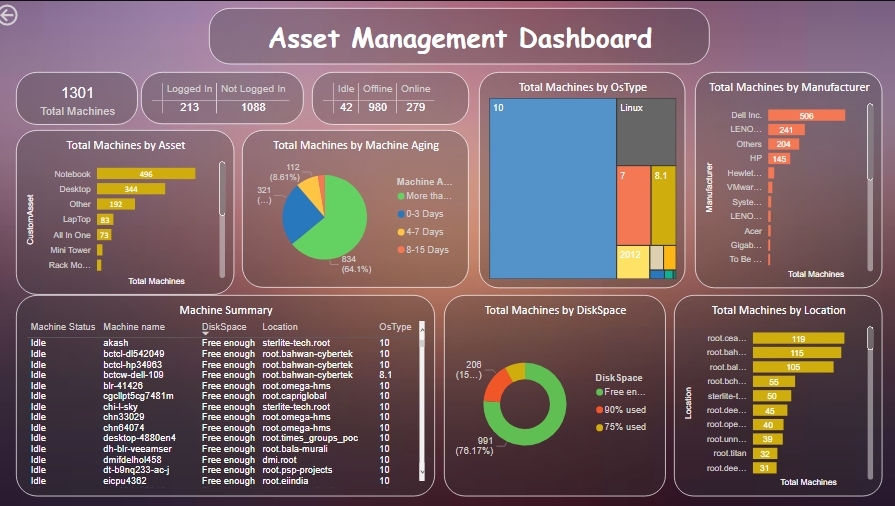 Asset Management Dashboard
1301
Total Machines
Logged In Not Logged In
213 1088
Idle Offline Online
42 980 279
Total Machines by OsType
10
Linux
7
8.1
2012
Total Machines by Manufacturer
Manufacturer
Dell Inc. 506
LENO... 241
Others 204
HP 145
Hewlet...
VMwar...
Syste...
LENO...
Acer
Gigab...
To Be ...
Total Machines
Total Machines by Asset
CustomAsset
Notebook 496
Desktop 344
Other 192
LapTop 83
All In One 73
Mini Tower
Rack Mo...
Total Machines
Total Machines by Machine Aging
112
(8.61%)
321
(...)
834
(64.1%)
Machine A...
More tha...
0-3 Days
4-7 Days
8-15 Days
Machine Summary
Machine Status Machine name DiskSpace Location OsType
Idle akash Free enough sterlite-tech.root 10
Idle bctcl-dl542049 Free enough root.bahwan-cybertek 10
Idle bctcl-hp34963 Free enough root.bahwan-cybertek 10
Idle bctcw-dell-109 Free enough root.bahwan-cybertek 8.1
Idle blr-41426 Free enough root.omega-hms 10
Idle cgcllpt5cg7481m Free enough root.capriglobal 10
Idle chi-l-sky Free enough sterlite-tech.root 10
Idle chn33029 Free enough root.omega-hms 10
Idle chn64074 Free enough root.omega-hms 10
Idle desktop-4880en4 Free enough root.times_groups_poc 10
Idle dh-blr-veeamser Free enough root.bala-murali 10
Idle dmifdelhol458 Free enough dmi.root 10
Idle dt-b9nq233-ac-j Free enough root.psp-projects 10
Idle eicpu4362 Free enough root.eiindia 10
Total Machines by DiskSpace
206
(15...)
991
(76.17%)
DiskSpace
Free en...
90% used
75% used
Total Machines by Location
Location
root.cea... 119
root.bah... 115
root.bal... 105
root.bch... 55
sterlite-t... 50
root.dee... 45
root.ope... 40
root.unn... 39
root.titan 32
root.dee... 31
Total Machines